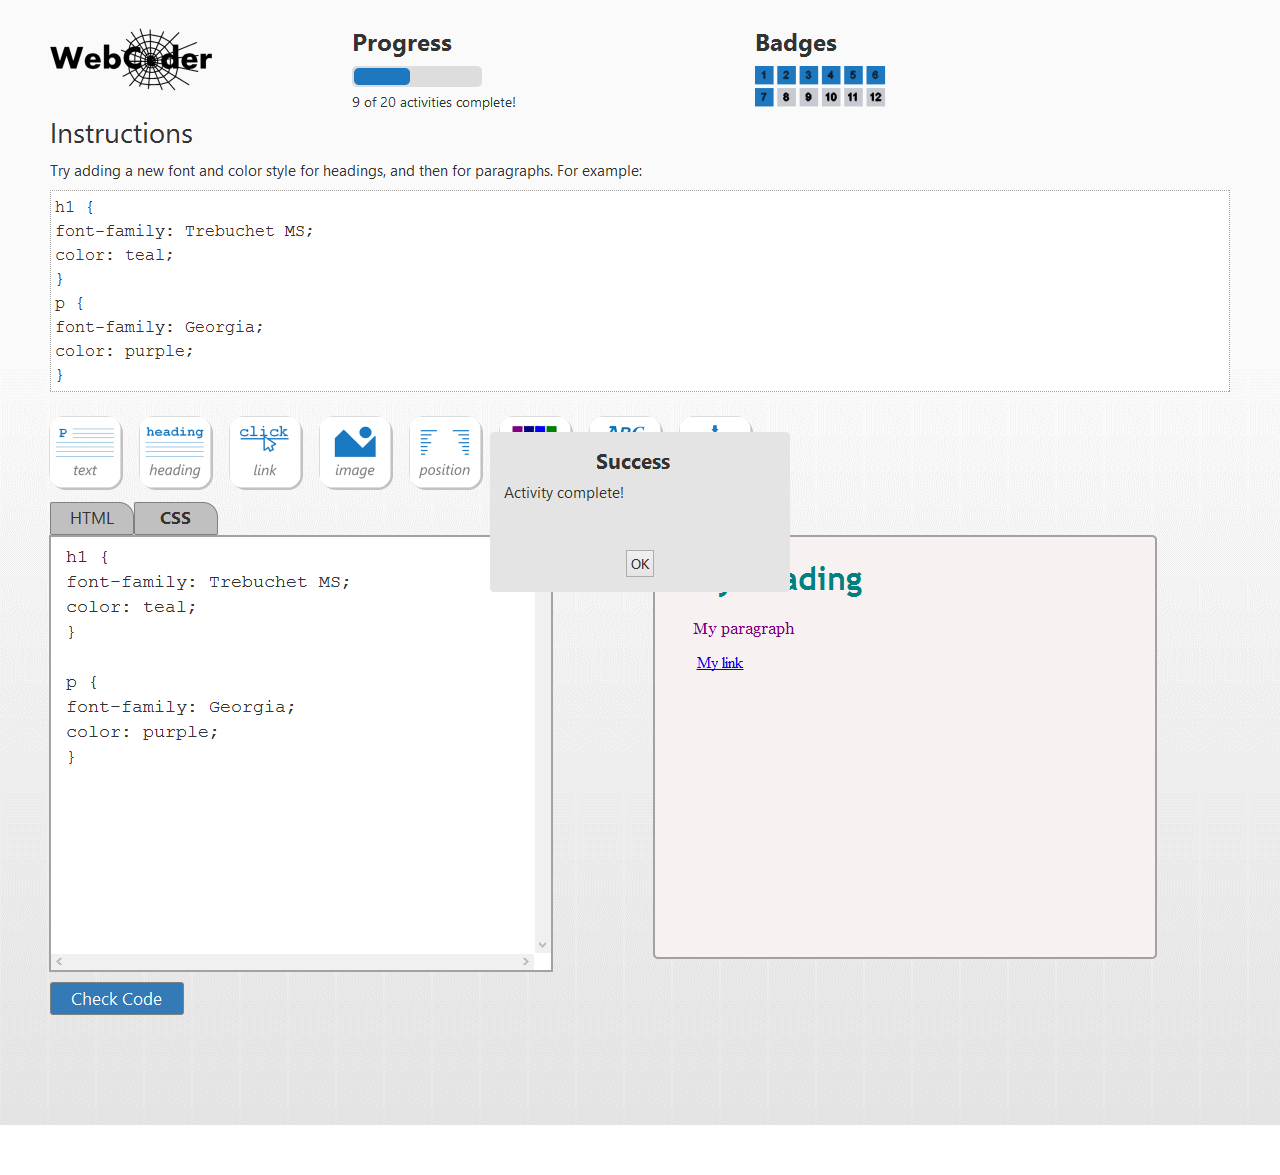 WebCoder
Progress
9 of 20 activities complete!
Badges
1 2 3 4 5 6
7 8 9 10 11 12
Instructions
Try adding a new font and color style for headings, and then for paragraphs. For example:
h1 {
font-family: Trebuchet MS;
color: teal;
}
p {
font-family: Georgia;
color: purple;
}
P
text
heading
heading
click
link
image
position
ABC
Success
Activity complete!
OK
HTML
CSS
h1 {
font-family: Trebuchet MS;
color: teal;
}
p {
font-family: Georgia;
color: purple;
}
ading
My paragraph
My link
Check Code